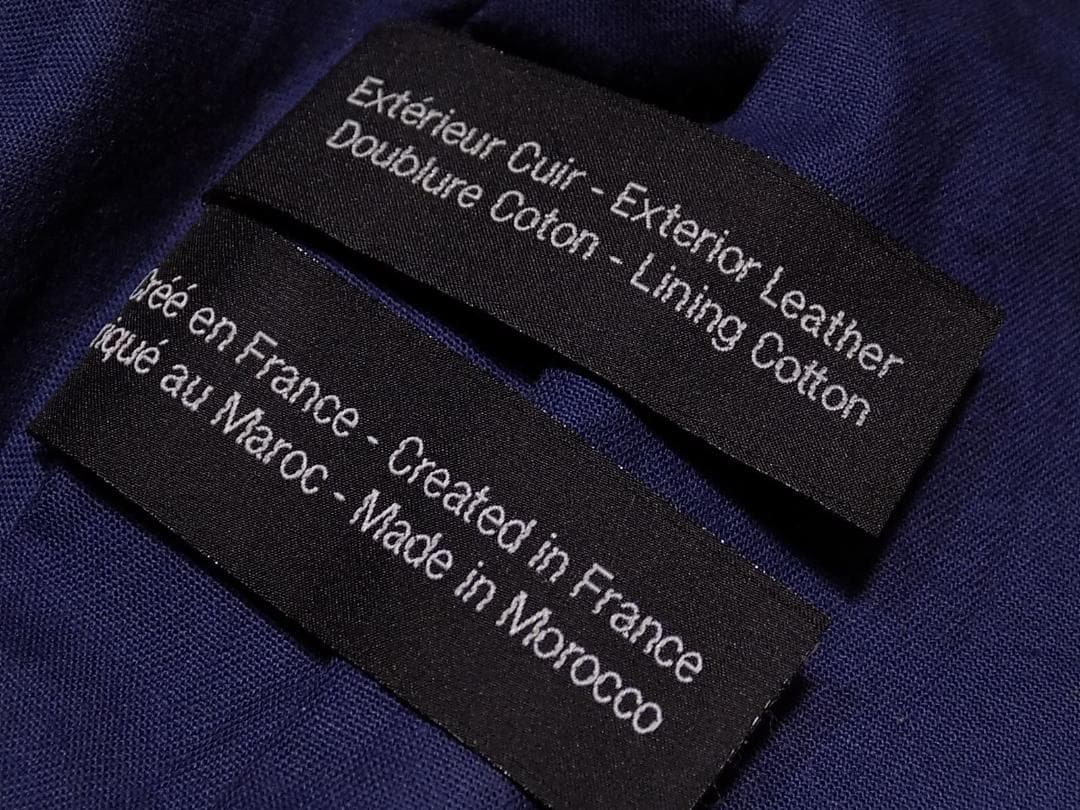 Extérieur Cuir - Exterior Leather
Doublure Coton - Lining Cotton
Créé en France - Created in France
iqué au Maroc - Made in Morocco